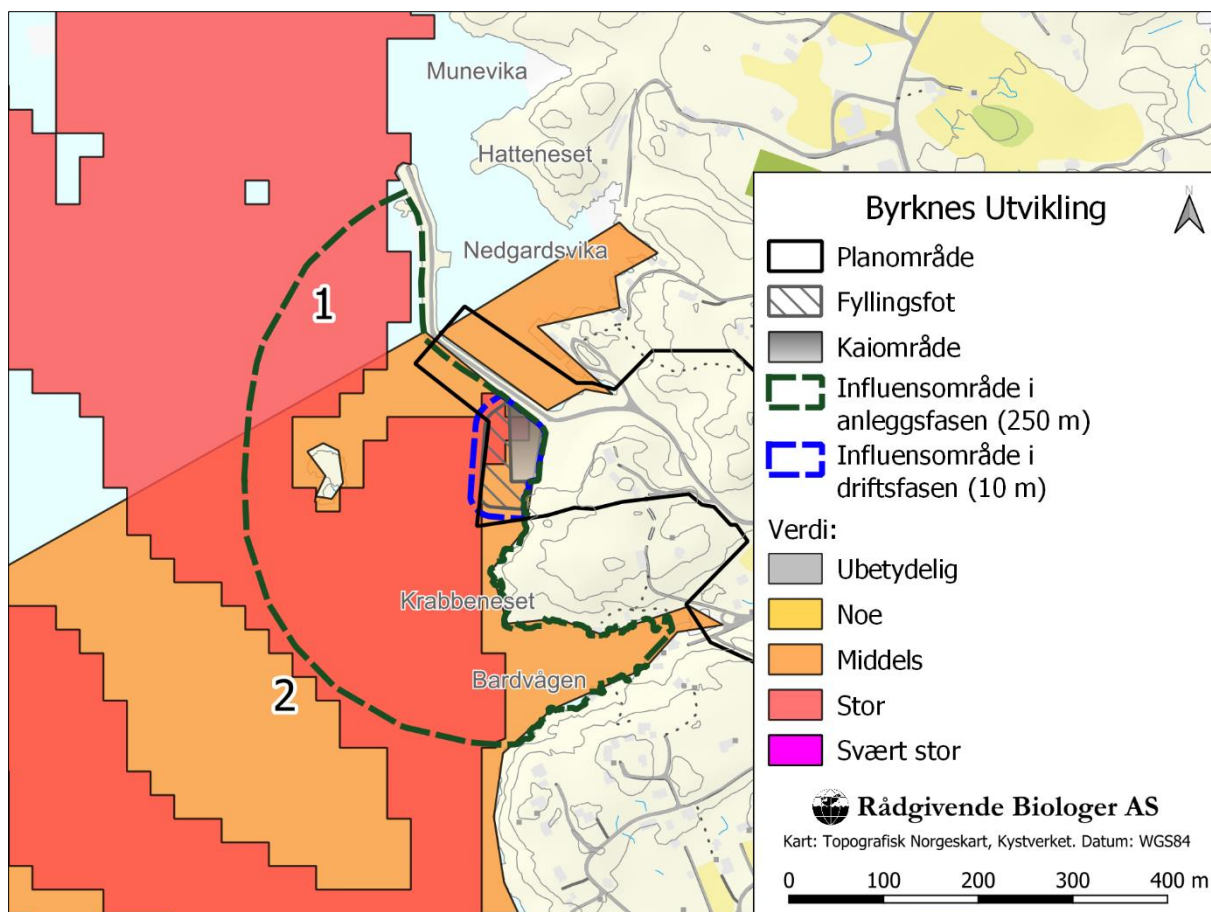 Munevika
Hatteneset
Nedgardsvika
1
Krabbeneset
Bardvågen
2
Byrknes Utvikling
N
Planområde
Fyllingsfot
Kaiområde
Influensområde i
anleggsfasen (250 m)
Influensområde i
driftsfasen (10 m)
Verdi:
Ubetydelig
Noe
Middels
Stor
Svært stor
Rådgivende Biologer AS
Kart: Topografisk Norgeskart, Kystverket. Datum: WGS84
0 100 200 300 400 m